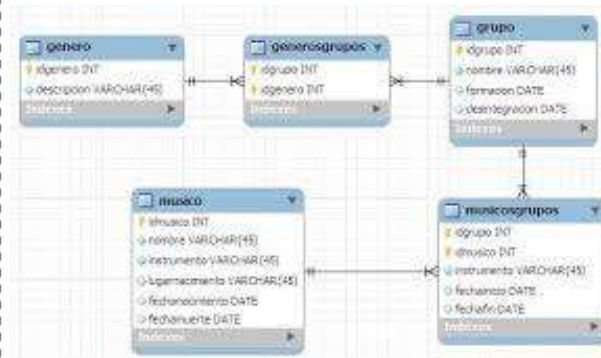 genero
idgenero INT
descripcion VARCHAR(45)
Indexes
generosgrupos
idgrupo INT
idgenero INT
Indexes
grupo
idgrupo INT
nombre VARCHAR(45)
formacion DATE
desintegracion DATE
Indexes
musico
idmusico INT
nombre VARCHAR(45)
instrumento VARCHAR(45)
lugarnacimiento VARCHAR(45)
fechanacimiento DATE
fechamuerte DATE
Indexes
musicosgrupos
idgrupo INT
idmusico INT
instrumento VARCHAR(45)
fechainicio DATE
fechafin DATE
Indexes